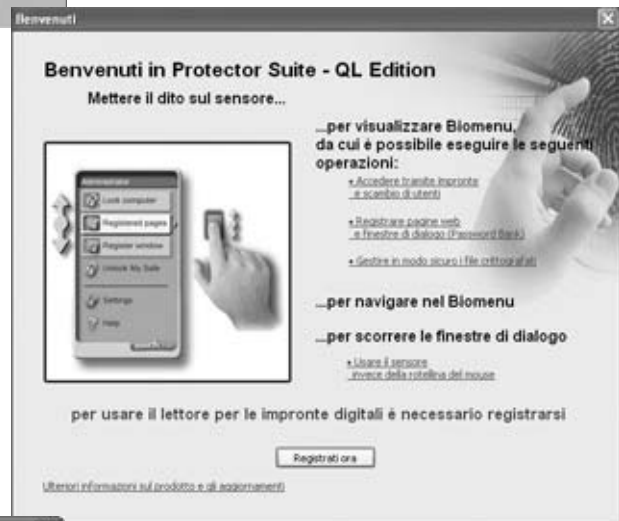 Benvenuti
Benvenuti in Protector Suite - QL Edition
Mettere il dito sul sensore...
...per visualizzare Biomenu,
da cui è possibile eseguire le seguenti
operazioni:
• Accedere tramite impronte
e scambio di utenti
• Registrare pagine web
e finestre di dialogo (Password Bank)
• Gestire in modo sicuro i file crittografati
Lock computer
Registered pages
Register window
Unlock My Safe
Settings
Help
...per navigare nel Biomenu
...per scorrere le finestre di dialogo
• Usare il sensore
invece della rotellina del mouse
per usare il lettore per le impronte digitali è necessario registrarsi
Registrati ora
Ulteriori informazioni sul prodotto e gli aggiornamenti